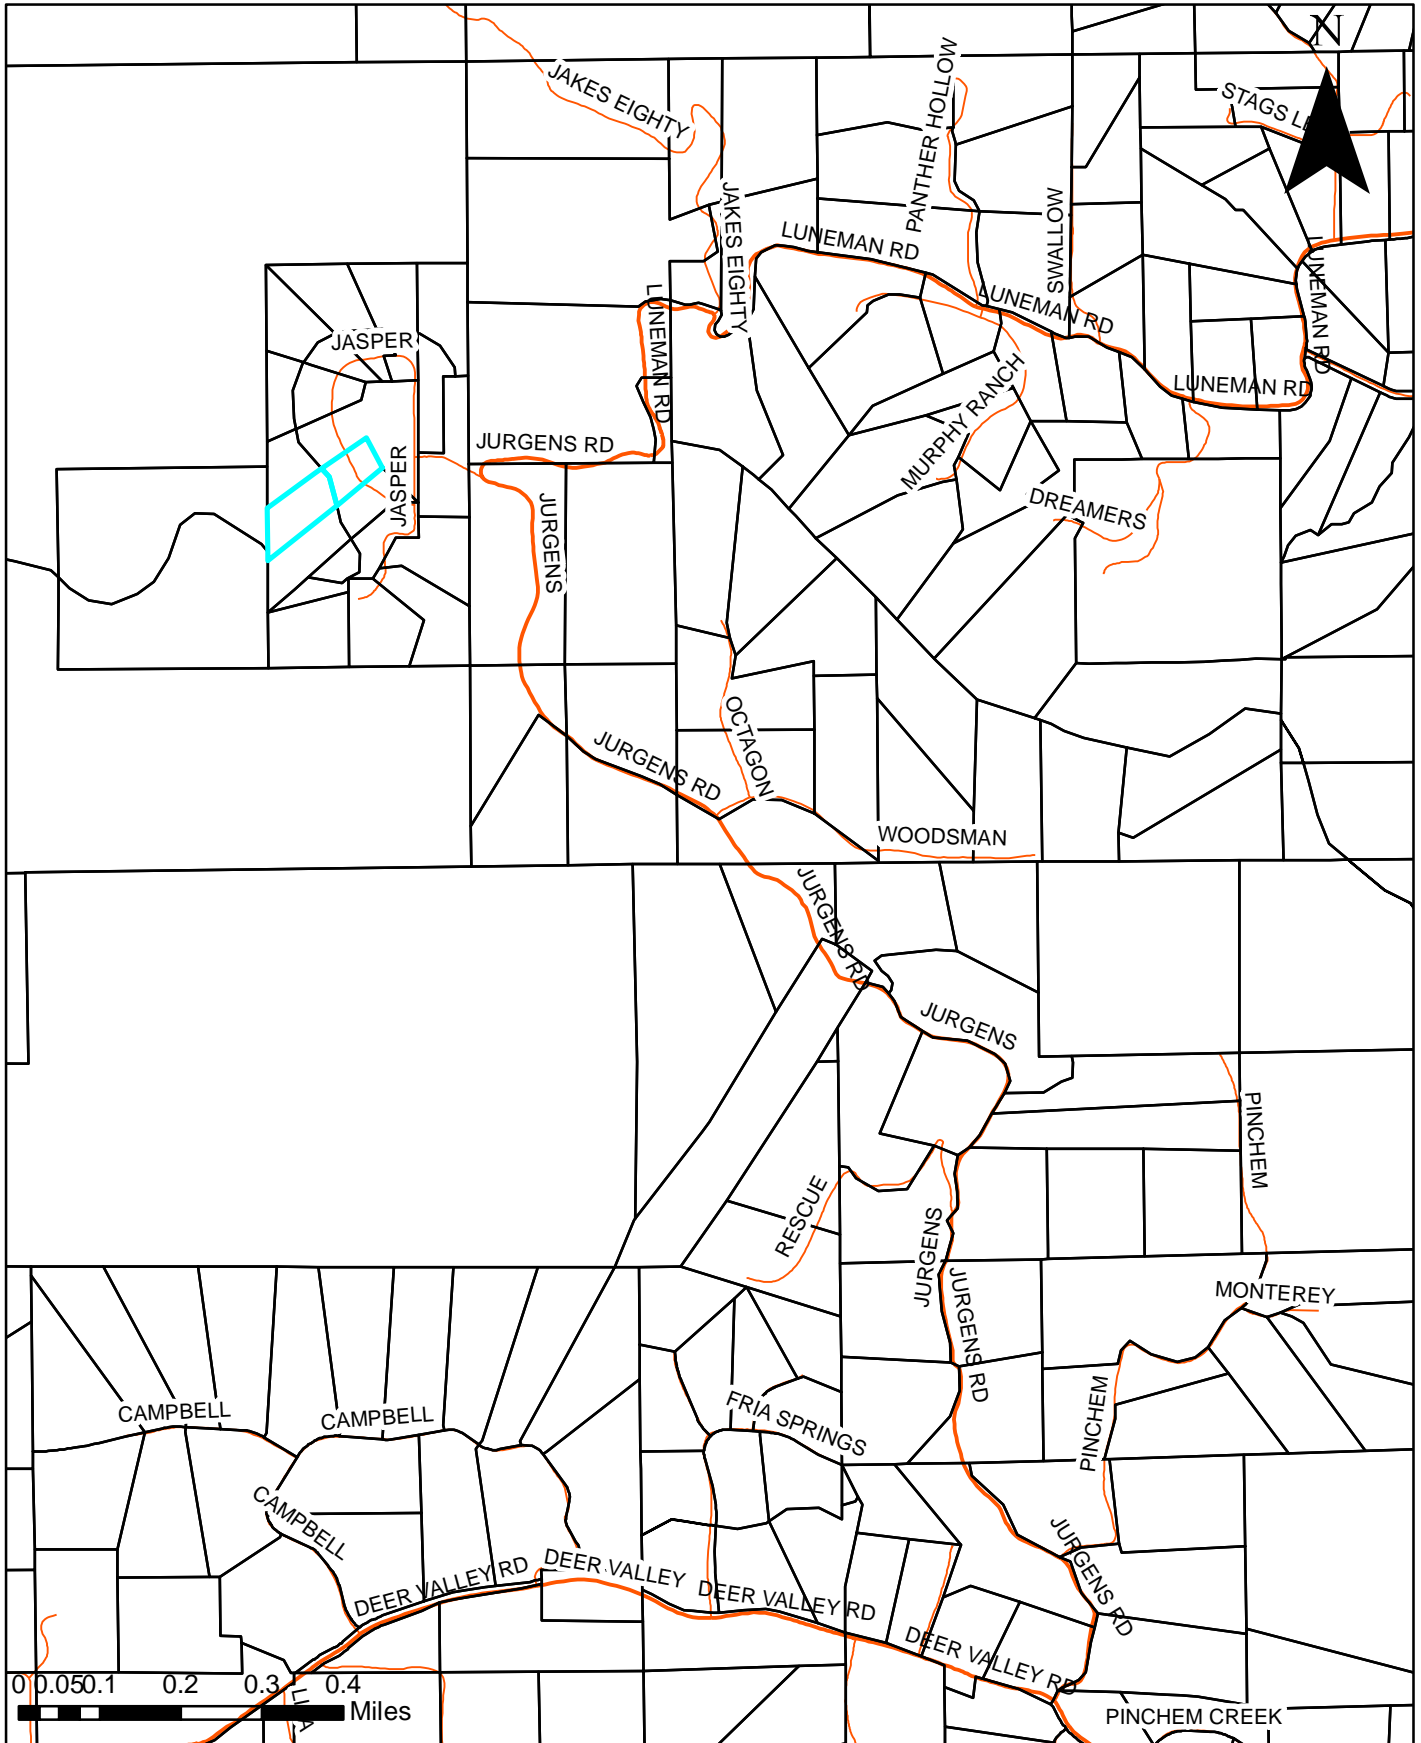 N
JAKES EIGHTY
PANTHER HOLLOW
STAGS
JAKES EIGHTY
SWALLOW
LUNEMAN RD
LUNEMAN RD
LUNEMAN RD
LUNEMAN RD
JASPER
MURPHY RANCH
LUNEMAN RD
JURGENS RD
JASPER
JURGENS
DREAMERS
OCTAGON
JURGENS RD
WOODSMAN
JURGENS RD
JURGENS
PINCHEM
RESCUE
JURGENS
JURGENS RD
MONTEREY
PINCHEM
CAMPBELL
CAMPBELL
FRIA SPRINGS
CAMPBELL
JURGENS RD
DEER VALLEY RD
DEER VALLEY
DEER VALLEY RD
DEER VALLEY RD
0 0.05 0.1 0.2 0.3 0.4
Miles
PINCHEM CREEK